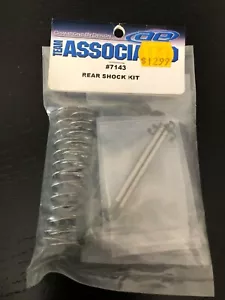 TEAM
ASSOCIATED
$12.99
#7143
REAR SHOCK KIT